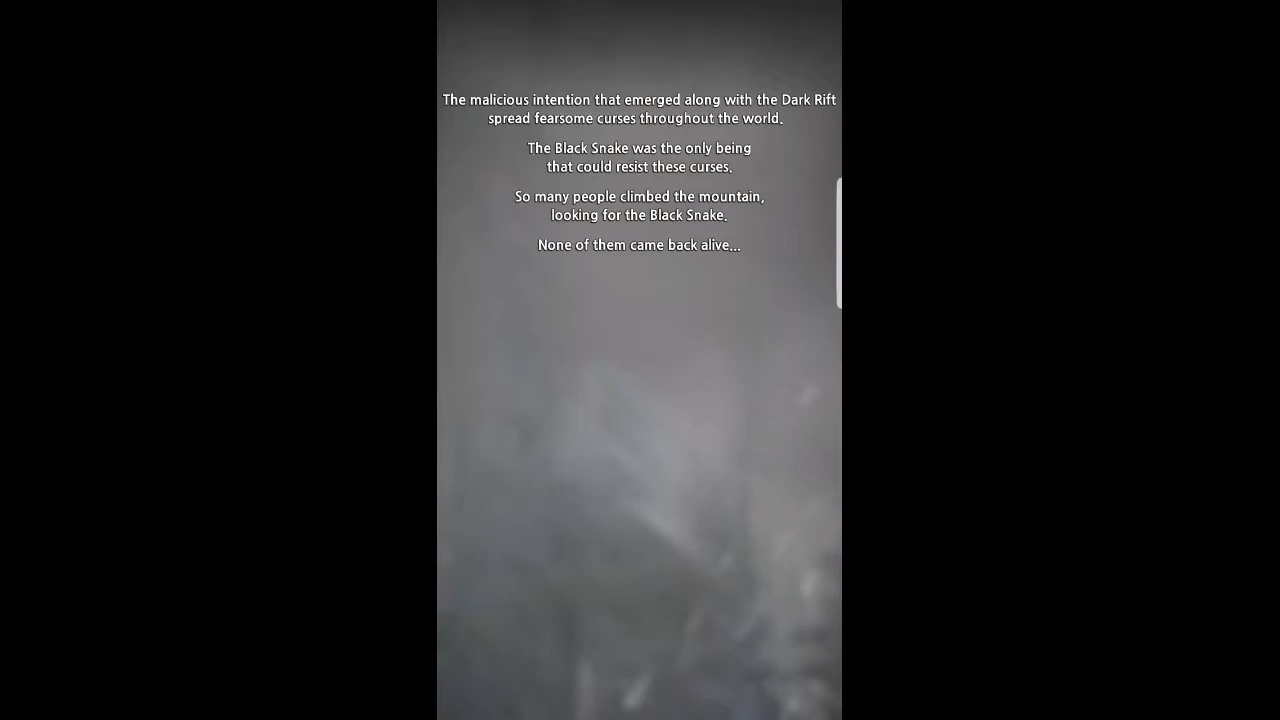 The malicious intention that emerged along with the Dark Rift
spread fearsome curses throughout the world.
The Black Snake was the only being
that could resist these curses.
So many people climbed the mountain,
looking for the Black Snake.
None of them came back alive...